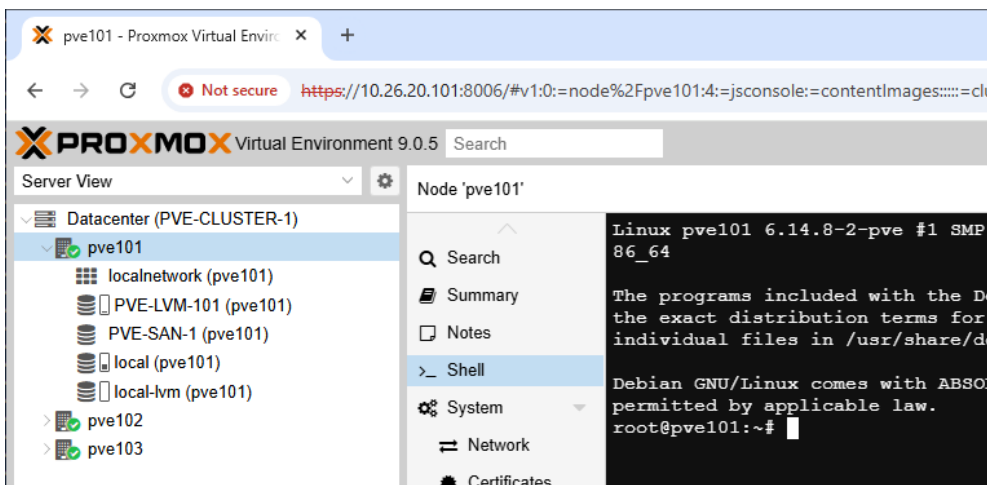 pve101 - Proxmox Virtual Enviro
Not secure https://10.26.20.101:8006/#v1:0:=node%2Fpve101:4:=jsconsole:=contentImages:::::=cl
PROXMOX Virtual Environment 9.0.5 Search
Server View
Node 'pve101'
Datacenter (PVE-CLUSTER-1)
pve101
localnetwork (pve101)
PVE-LVM-101 (pve101)
PVE-SAN-1 (pve101)
local (pve101)
local-lvm (pve101)
pve102
pve103
Search
Summary
Notes
>_ Shell
System
Network
Certificates
Linux pve101 6.14.8-2-pve #1 SMP
86_64
The programs included with the D
the exact distribution terms for
individual files in /usr/share/d
Debian GNU/Linux comes with ABSO
permitted by applicable law.
root@pve101:~#